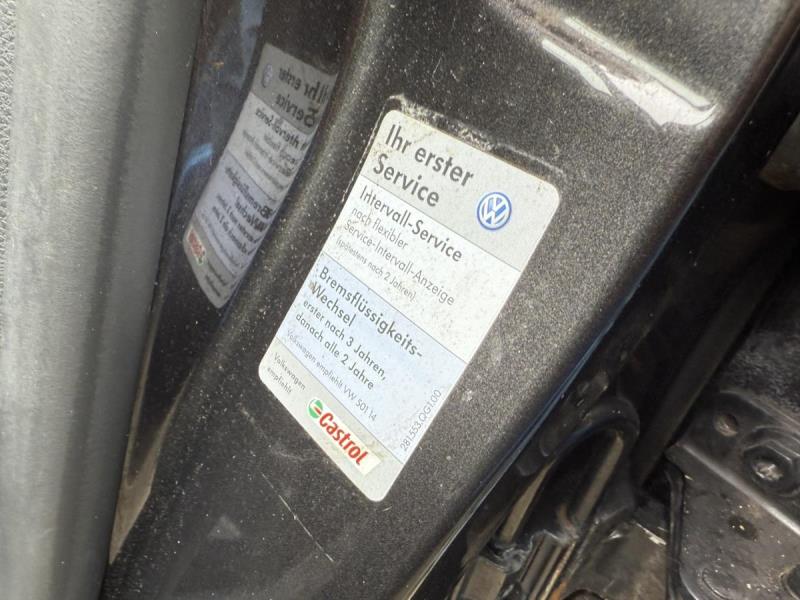 Ihr erster
Service
Intervall-Service
nach flexibler
Service-Intervall-Anzeige
(spätestens nach 2 Jahren)
Bremsflüssigkeits-
Wechsel
erster nach 3 Jahren,
danach alle 2 Jahre
Volkswagen empfiehlt VW 501 14
Volkswagen
empfiehlt
Castrol